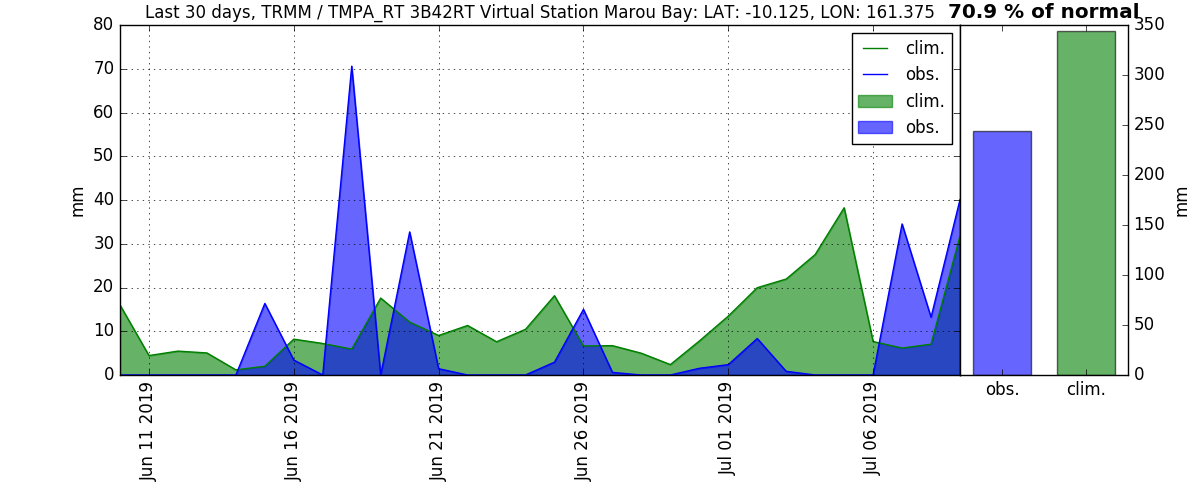 Last 30 days, TRMM / TMPA_RT 3B42RT Virtual Station Marou Bay: LAT: -10.125, LON: 161.375
70.9 % of normal
80
70
60
50
40
30
20
10
0
mm
clim.
obs.
clim.
obs.
Jun 11 2019
Jun 16 2019
Jun 21 2019
Jun 26 2019
Jul 01 2019
Jul 06 2019
350
300
250
200
150
100
50
0
mm
obs.
clim.